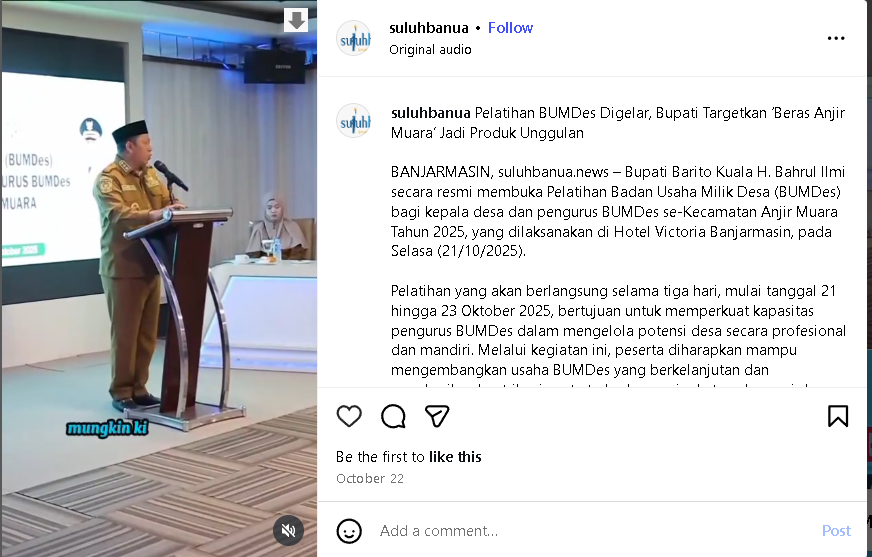 (BUMDes)
URUS BUMDes
MUARA
mungkin ki
suluhbanua • Follow
Original audio
suluhbanua Pelatihan BUMDes Digelar, Bupati Targetkan ‘Beras Anjir
Muara’ Jadi Produk Unggulan
BANJARMASIN, suluhbanua.news – Bupati Barito Kuala H. Bahrul Ilmi
secara resmi membuka Pelatihan Badan Usaha Milik Desa (BUMDes)
bagi kepala desa dan pengurus BUMDes se-Kecamatan Anjir Muara
Tahun 2025, yang dilaksanakan di Hotel Victoria Banjarmasin, pada
Selasa (21/10/2025).
Pelatihan yang akan berlangsung selama tiga hari, mulai tanggal 21
hingga 23 Oktober 2025, bertujuan untuk memperkuat kapasitas
pengurus BUMDes dalam mengelola potensi desa secara profesional
dan mandiri. Melalui kegiatan ini, peserta diharapkan mampu
mengembangkan usaha BUMDes yang berkelanjutan dan
Be the first to like this
October 22
Add a comment...
Post